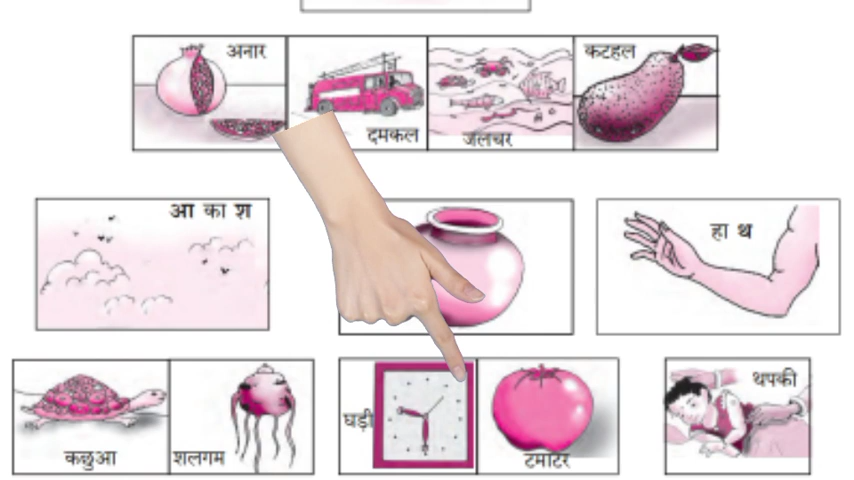 अनार
दमकल
जलचर
कटहल
आ का श
हा थ
कछुआ
शलगम
घड़ी
टमाटर
थपकी